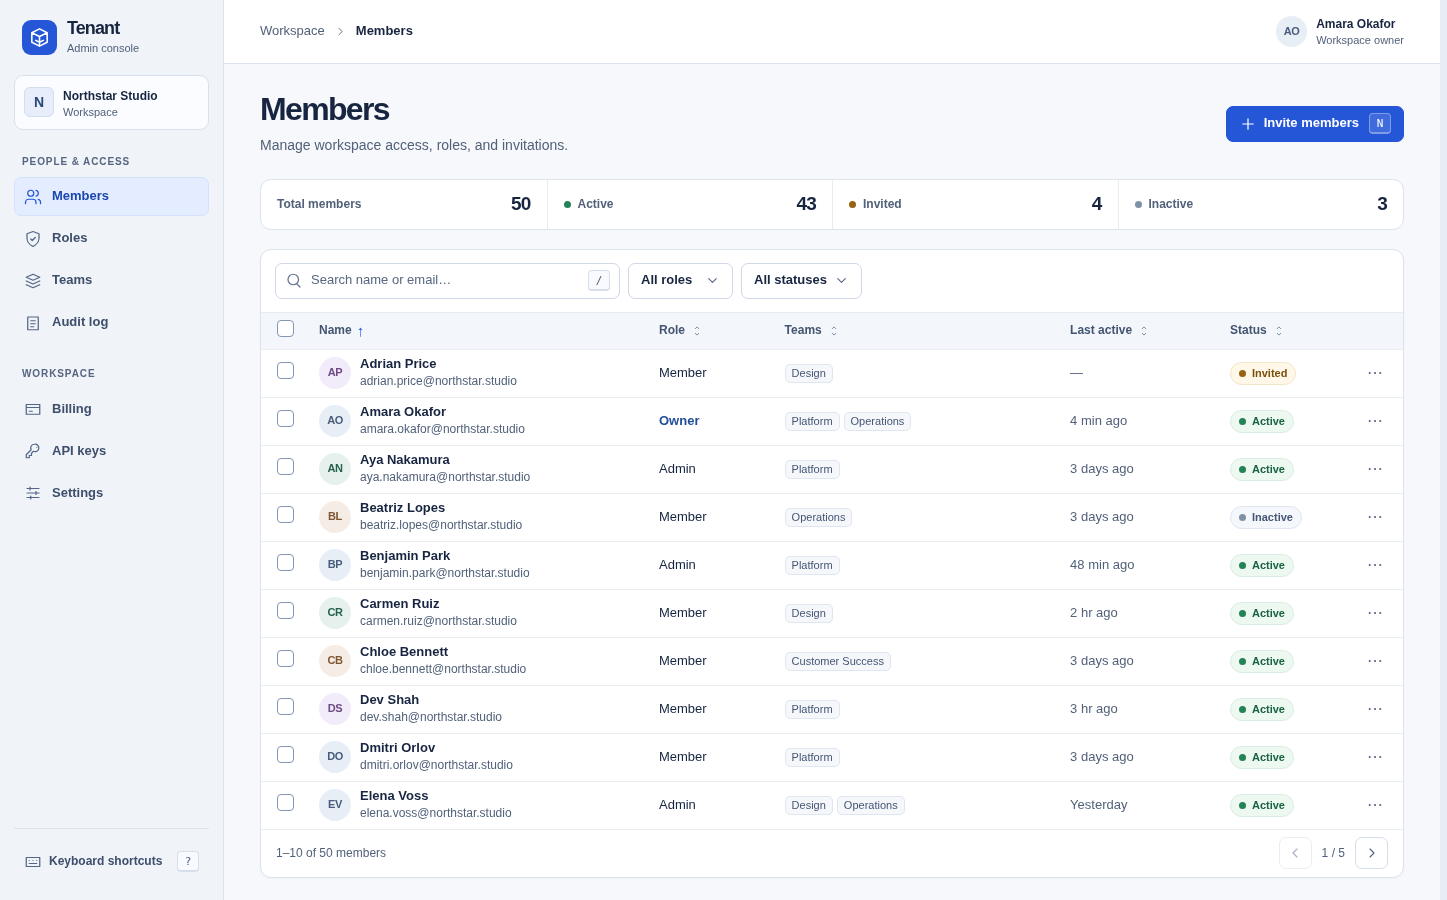 Tenant
Admin console
N
Northstar Studio
Workspace
PEOPLE & ACCESS
Members
Roles
Teams
Audit log
WORKSPACE
Billing
API keys
Settings
Keyboard shortcuts ?
Workspace > Members
AO
Amara Okafor
Workspace owner
Members
Manage workspace access, roles, and invitations.
+ Invite members N
Total members 50 Active 43 Invited 4 Inactive 3
Search name or email… / All roles All statuses
Name ↑ Role Teams Last active Status
AP Adrian Price Member Design — Invited ···
adrian.price@northstar.studio
AO Amara Okafor Owner Platform Operations 4 min ago Active ···
amara.okafor@northstar.studio
AN Aya Nakamura Admin Platform 3 days ago Active ···
aya.nakamura@northstar.studio
BL Beatriz Lopes Member Operations 3 days ago Inactive ···
beatriz.lopes@northstar.studio
BP Benjamin Park Admin Platform 48 min ago Active ···
benjamin.park@northstar.studio
CR Carmen Ruiz Member Design 2 hr ago Active ···
carmen.ruiz@northstar.studio
CB Chloe Bennett Member Customer Success 3 days ago Active ···
chloe.bennett@northstar.studio
DS Dev Shah Member Platform 3 hr ago Active ···
dev.shah@northstar.studio
DO Dmitri Orlov Member Platform 3 days ago Active ···
dmitri.orlov@northstar.studio
EV Elena Voss Admin Design Operations Yesterday Active ···
elena.voss@northstar.studio
1–10 of 50 members < 1 / 5 >